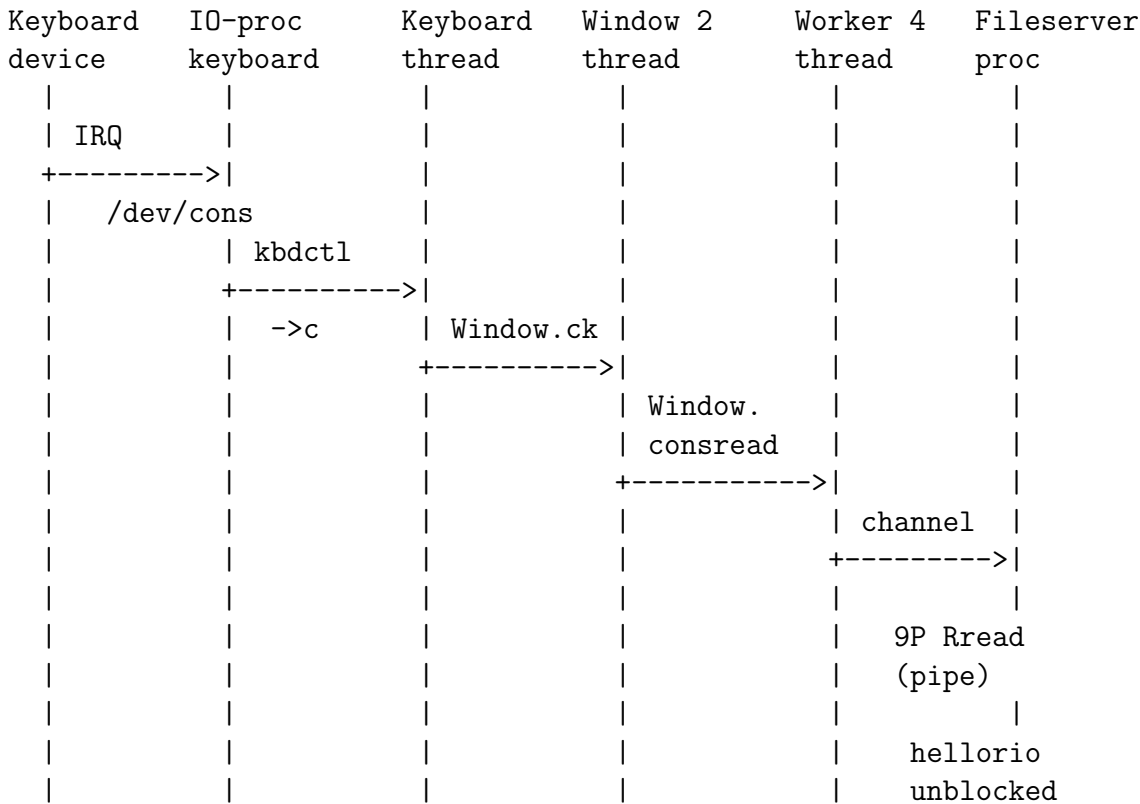 Keyboard IO-proc Keyboard Window 2 Worker 4 Fileserver
device keyboard thread thread thread proc
| | | | | |
| IRQ | | | | |
+--------->| | | | |
| /dev/cons | | | |
| | kbdctl | | | |
| +---------->| | | |
| | ->c | Window.ck | | |
| | +---------->| | |
| | | | Window. | |
| | | | consread | |
| | | +----------->| |
| | | | | channel |
| | | | +--------->|
| | | | | |
| | | | | 9P Rread
| | | | | (pipe)
| | | | | |
| | | | | hellorio
| | | | | unblocked